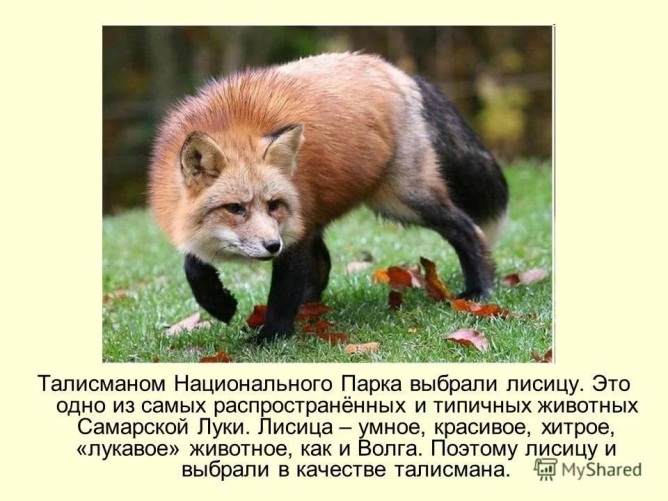 Талисманом Национального Парка выбрали лисицу. Это
одно из самых распространённых и типичных животных
Самарской Луки. Лисица – умное, красивое, хитрое,
«лукавое» животное, как и Волга. Поэтому лисицу и
выбрали в качестве талисмана.
MyShared